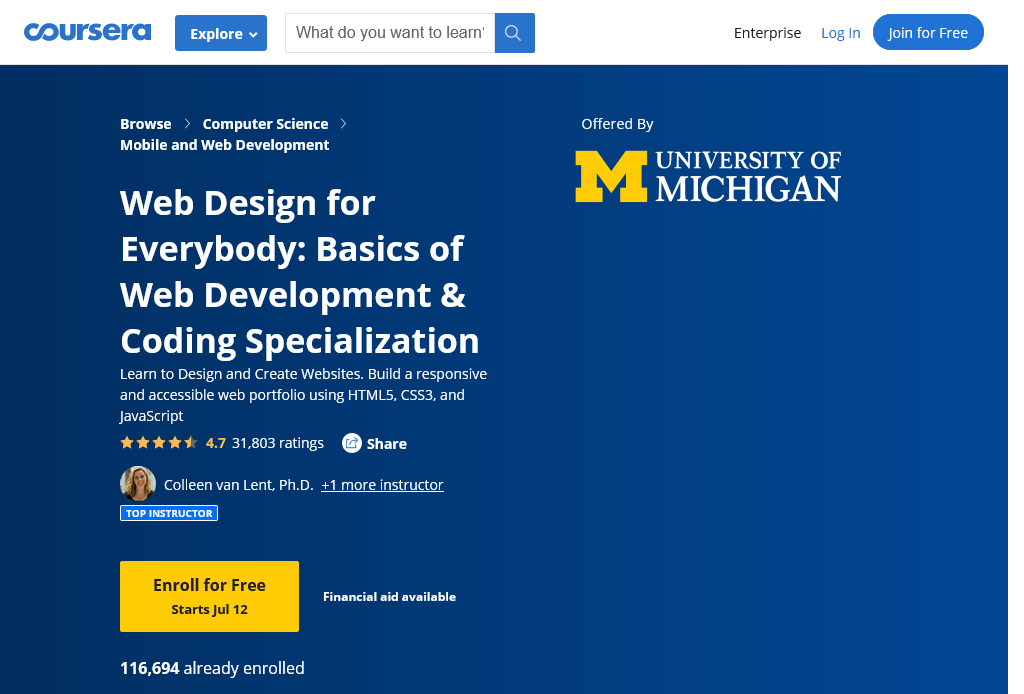 coursera
Explore
What do you want to learn
Enterprise
Log In
Join for Free
Browse
Computer Science
Mobile and Web Development
Web Design for
Everybody: Basics of
Web Development &
Coding Specialization
Learn to Design and Create Websites. Build a responsive
and accessible web portfolio using HTML5, CSS3, and
JavaScript
4.7 31,803 ratings
Share
Colleen van Lent, Ph.D. +1 more instructor
TOP INSTRUCTOR
Enroll for Free
Starts Jul 12
Financial aid available
116,694 already enrolled
Offered By
M UNIVERSITY OF
MICHIGAN